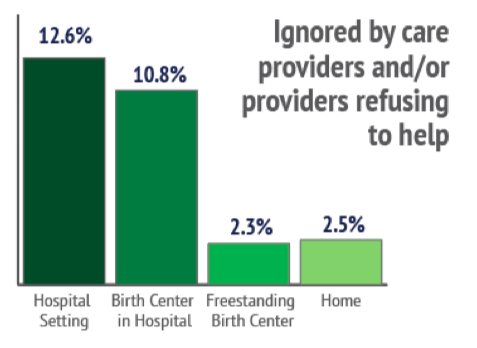 Ignored by care
providers and/or
providers refusing
to help
12.6%
10.8%
2.3%
2.5%
Hospital
Setting
Birth Center
in Hospital
Freestanding
Birth Center
Home